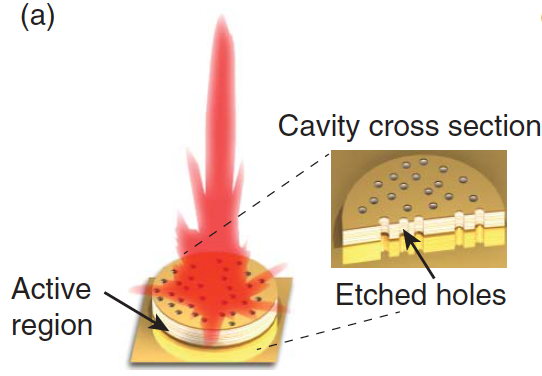 (a)
Cavity cross section
Etched holes
Active
region